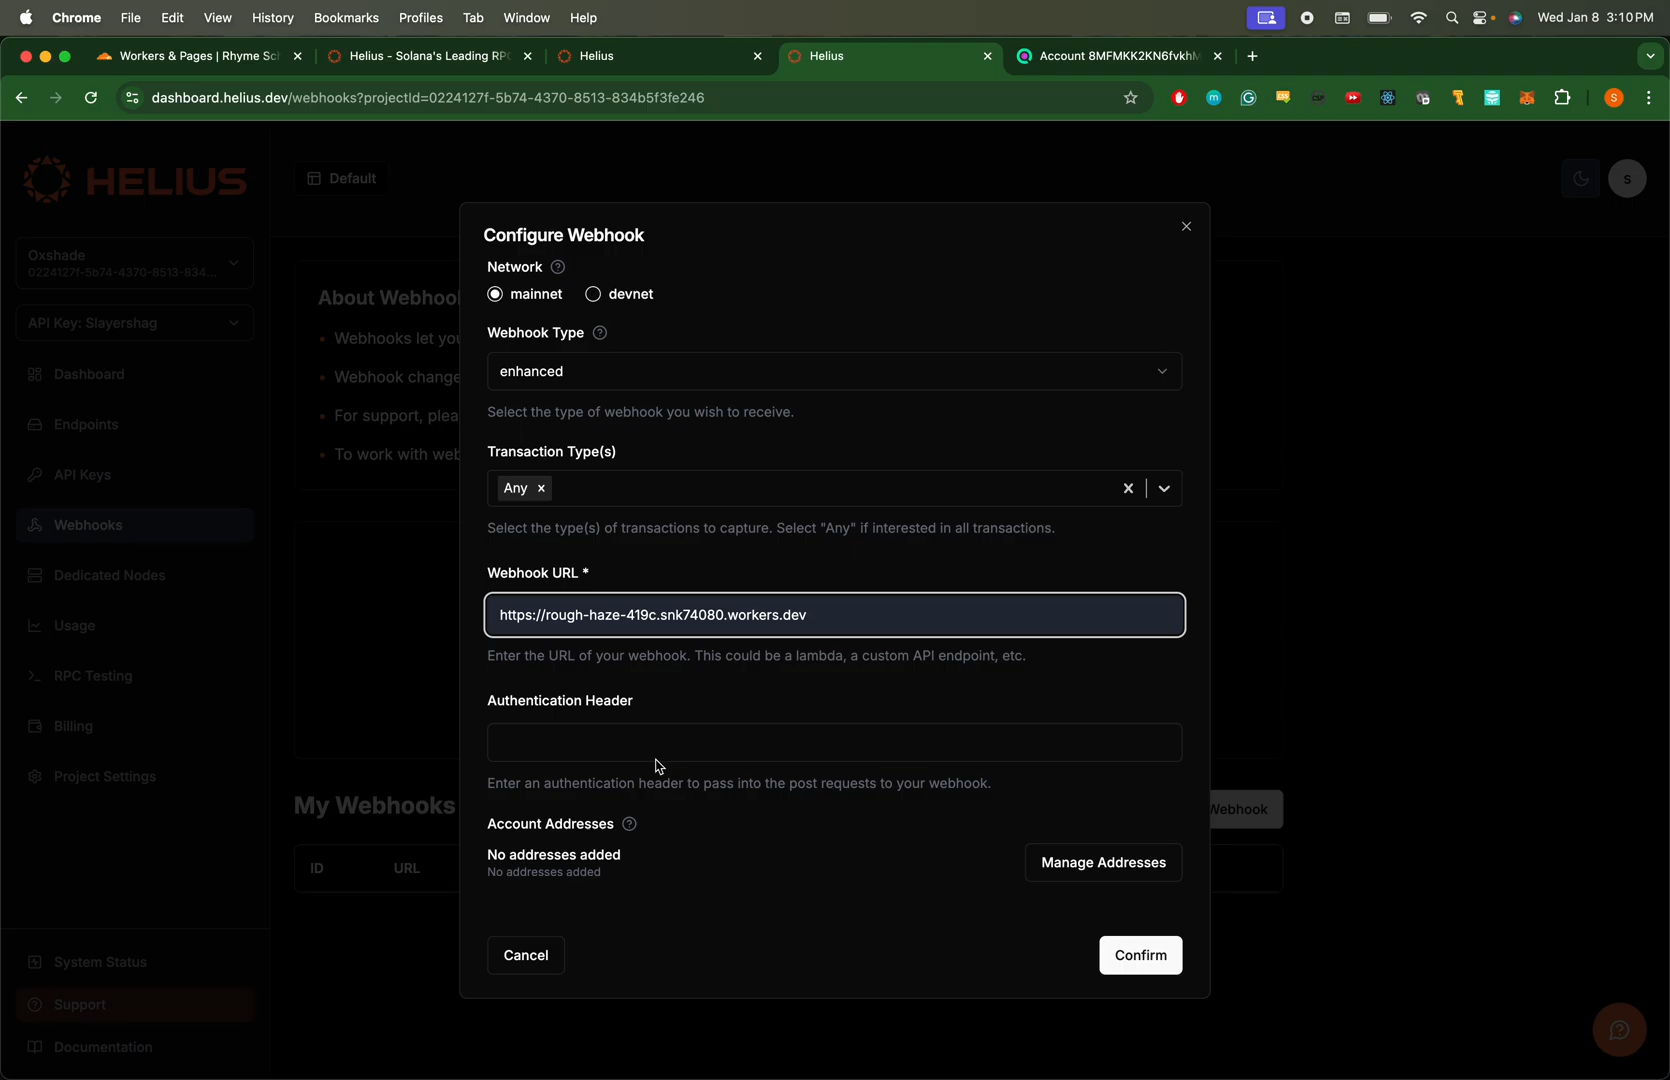 Chrome File Edit View History Bookmarks Profiles Tab Window Help Wed Jan 8 3:10 PM
Workers & Pages | Rhyme Sc Helius - Solana's Leading RPC Helius Helius Account 8MFMKK2KN6fvkhM
dashboard.helius.dev/webhooks?projectId=0224127f-5b74-4370-8513-834b5f3fe246 S
HELIUS
Default
S
Oxshade
0224127f-5b74-4370-8513-834...
API Key: Slayershag
Dashboard
Endpoints
API Keys
Webhooks
Dedicated Nodes
Usage
RPC Testing
Billing
Project Settings
System Status
Support
Documentation
About Webhoo
Webhooks let you
Webhook change
For support, plea
To work with web
My Webhooks
Webhook
ID URL
Configure Webhook
Network
mainnet devnet
Webhook Type
enhanced
Select the type of webhook you wish to receive.
Transaction Type(s)
Any
Select the type(s) of transactions to capture. Select "Any" if interested in all transactions.
Webhook URL *
https://rough-haze-419c.snk74080.workers.dev
Enter the URL of your webhook. This could be a lambda, a custom API endpoint, etc.
Authentication Header
Enter an authentication header to pass into the post requests to your webhook.
Account Addresses
No addresses added
No addresses added
Manage Addresses
Cancel
Confirm